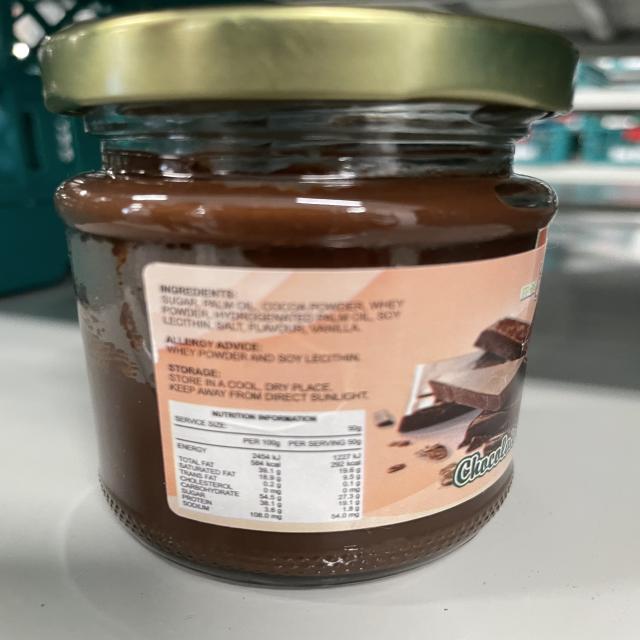 INGREDIENTS:
SUGAR, PALM OIL, COCOA POWDER, WHEY
POWDER, HYDROGENATED PALM OIL, SOY
LECITHIN, SALT, FLAVOUR, VANILLA.
ALLERGY ADVICE:
WHEY POWDER AND SOY LECITHIN.
STORAGE:
STORE IN A COOL, DRY PLACE.
KEEP AWAY FROM DIRECT SUNLIGHT.
NUTRITION INFORMATION
SERVICE SIZE: 50g
PER 100g PER SERVING 50g
ENERGY 2454 kJ 1227 kJ
584 kcal 292 kcal
TOTAL FAT 39.1 g 19.6 g
SATURATED FAT 18.9 g 9.5 g
TRANS FAT 0.2 g 0.1 g
CHOLESTEROL 0 mg 0 mg
CARBOHYDRATE 54.5 g 27.3 g
SUGAR 19.1 g
PROTEIN 3.6 g 1.8 g
SODIUM 108.0 mg 54.0 mg